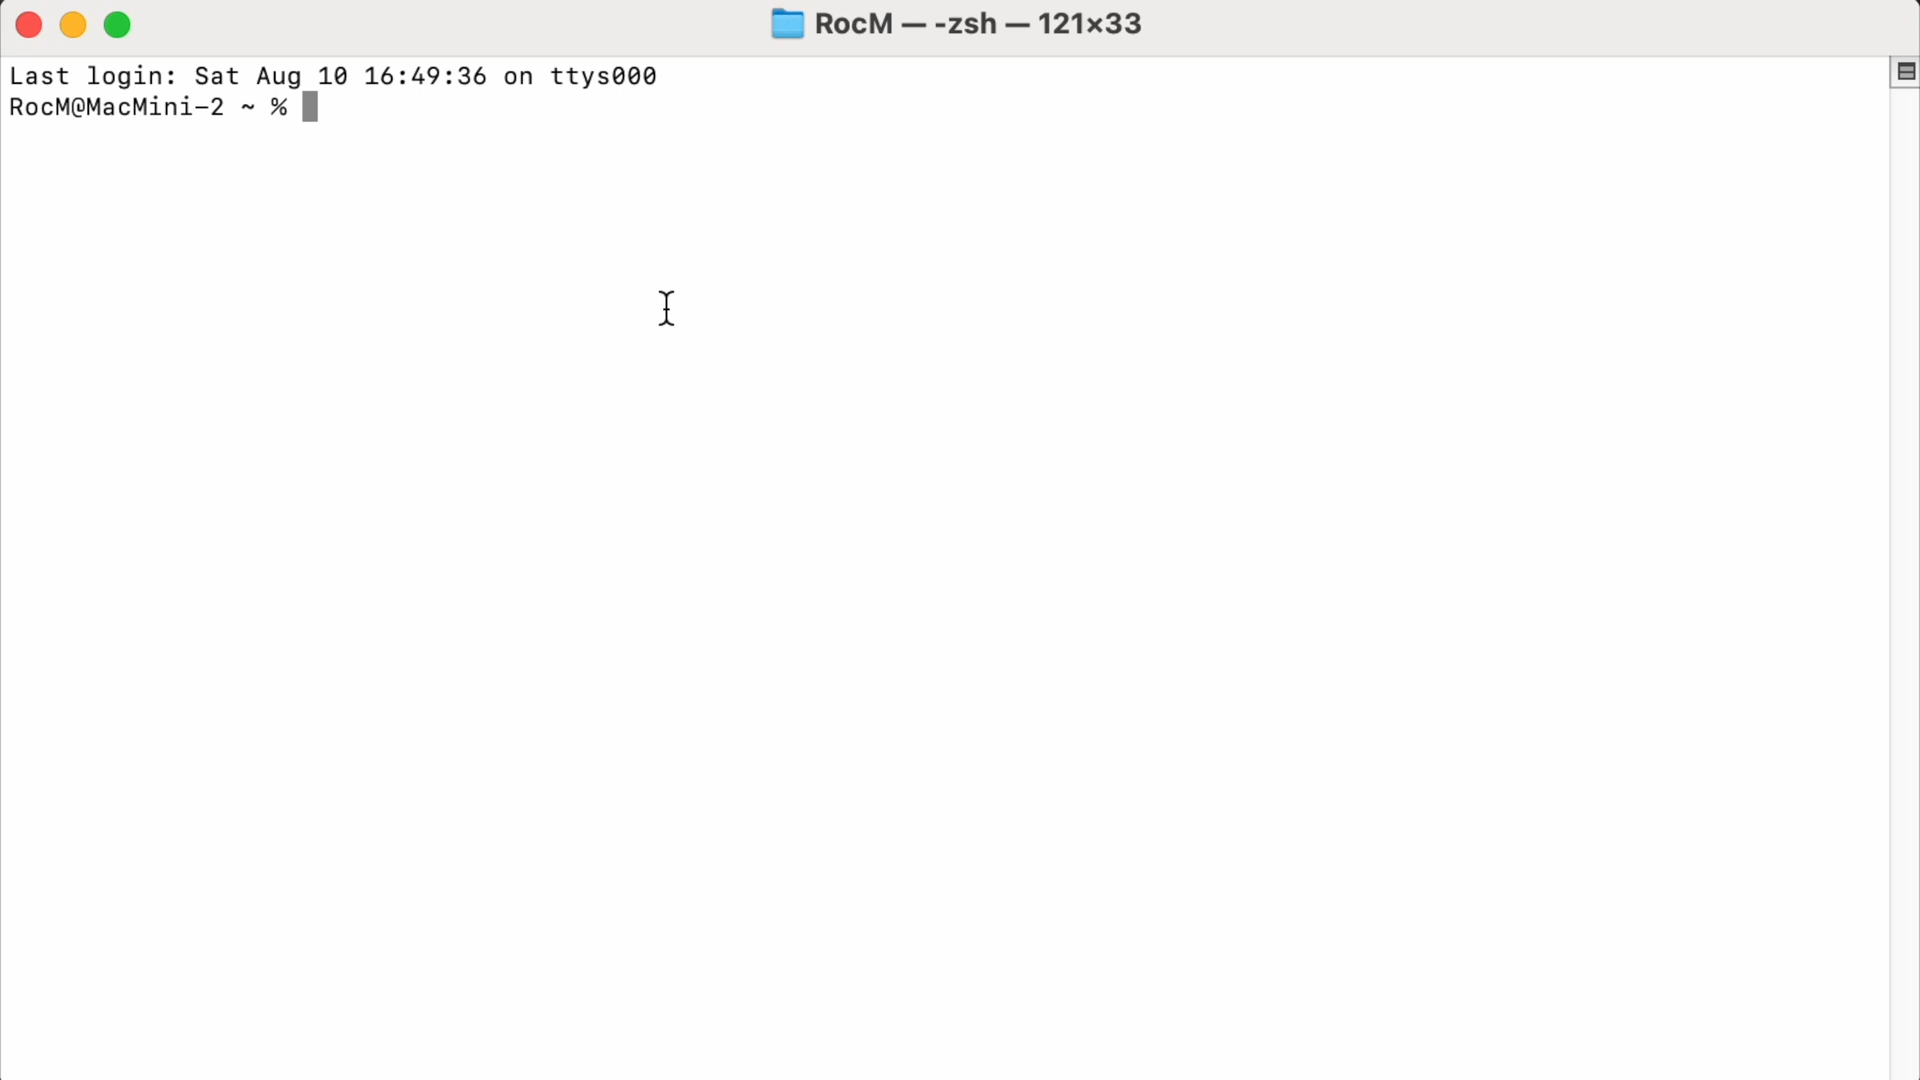 RocM — -zsh — 121×33
Last login: Sat Aug 10 16:49:36 on ttys000
RocM@MacMini-2 ~ %